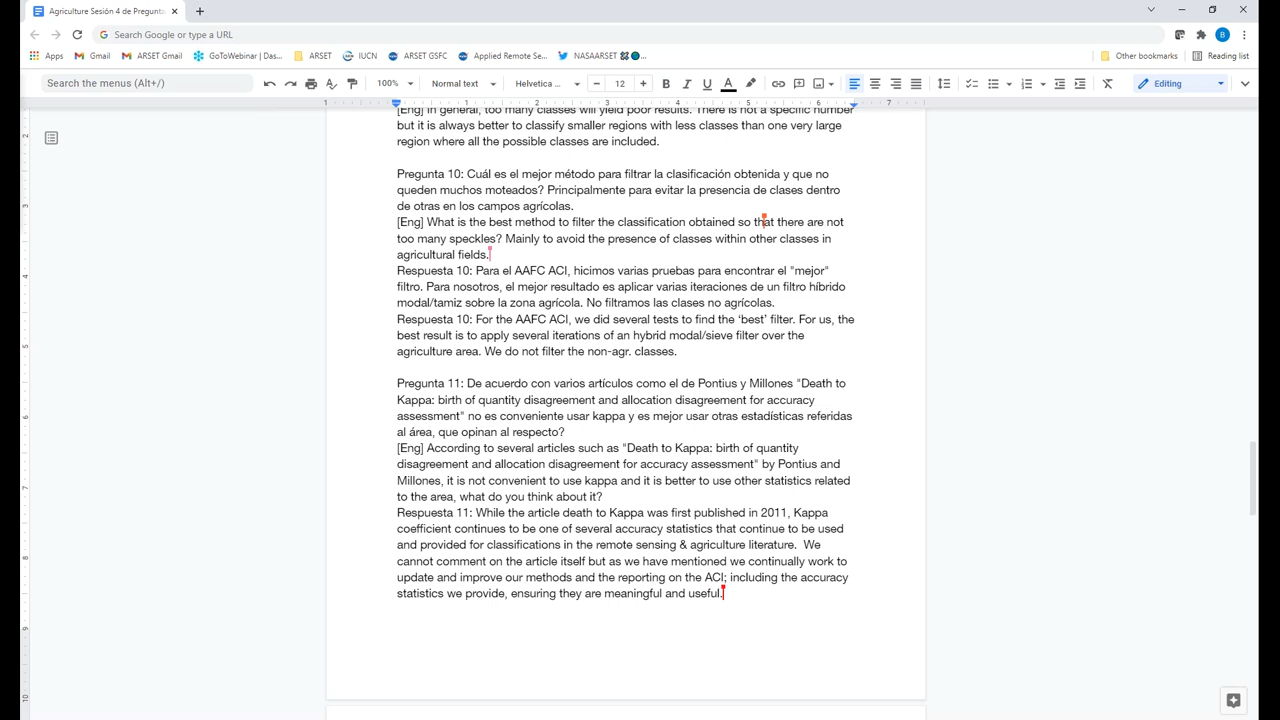 Agriculture Sesión 4 de Pregunta
Search Google or type a URL
B
Apps
Gmail
ARSET Gmail
GoToWebinar | Das...
ARSET
IUCN
ARSET GSFC
Applied Remote Se...
NASAARSET
Other bookmarks
Reading list
Search the menus (Alt+/)
100%
Normal text
Helvetica ...
12
B I U A
Editing
1 1 2 3 4 5 6 7
[Eng] In general, too many classes will yield poor results. There is not a specific number
but it is always better to classify smaller regions with less classes than one very large
region where all the possible classes are included.
Pregunta 10: Cuál es el mejor método para filtrar la clasificación obtenida y que no
queden muchos moteados? Principalmente para evitar la presencia de clases dentro
de otras en los campos agrícolas.
[Eng] What is the best method to filter the classification obtained so that there are not
too many speckles? Mainly to avoid the presence of classes within other classes in
agricultural fields.
Respuesta 10: Para el AAFC ACI, hicimos varias pruebas para encontrar el "mejor"
filtro. Para nosotros, el mejor resultado es aplicar varias iteraciones de un filtro híbrido
modal/tamiz sobre la zona agrícola. No filtramos las clases no agrícolas.
Respuesta 10: For the AAFC ACI, we did several tests to find the ‘best’ filter. For us, the
best result is to apply several iterations of an hybrid modal/sieve filter over the
agriculture area. We do not filter the non-agr. classes.
Pregunta 11: De acuerdo con varios artículos como el de Pontius y Millones "Death to
Kappa: birth of quantity disagreement and allocation disagreement for accuracy
assessment" no es conveniente usar kappa y es mejor usar otras estadísticas referidas
al área, que opinan al respecto?
[Eng] According to several articles such as "Death to Kappa: birth of quantity
disagreement and allocation disagreement for accuracy assessment" by Pontius and
Millones, it is not convenient to use kappa and it is better to use other statistics related
to the area, what do you think about it?
Respuesta 11: While the article death to Kappa was first published in 2011, Kappa
coefficient continues to be one of several accuracy statistics that continue to be used
and provided for classifications in the remote sensing & agriculture literature.  We
cannot comment on the article itself but as we have mentioned we continually work to
update and improve our methods and the reporting on the ACI; including the accuracy
statistics we provide, ensuring they are meaningful and useful.
2
3
4
5
6
7
8
9
10